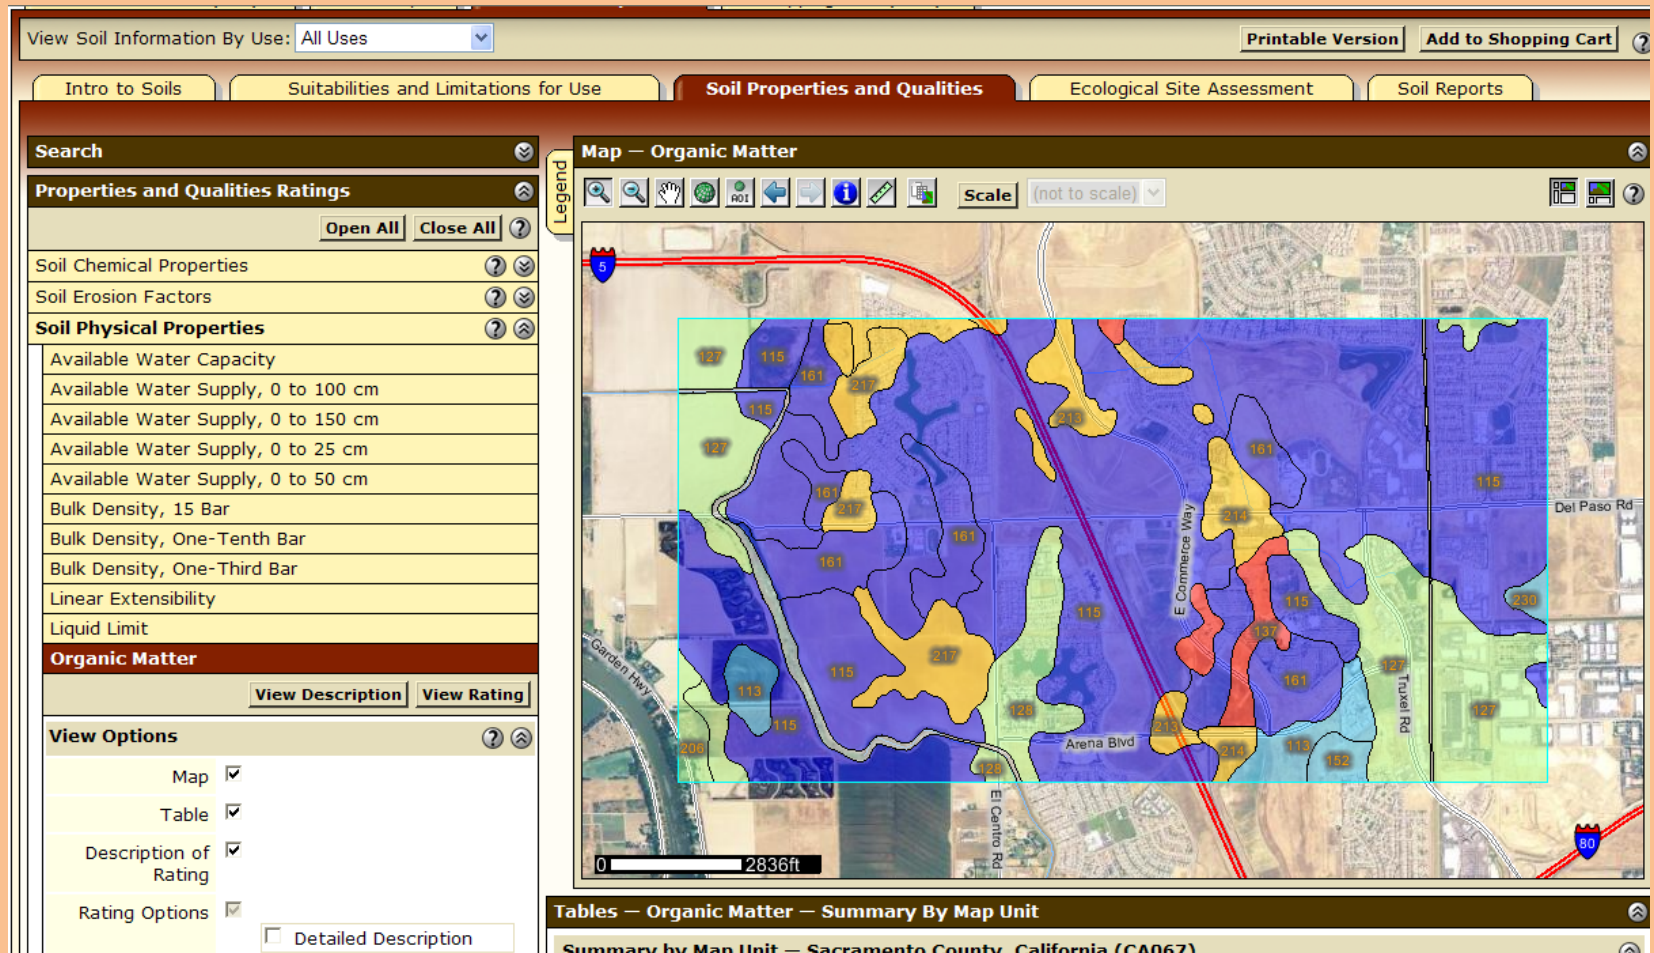 View Soil Information By Use: All Uses
Printable Version Add to Shopping Cart ?
Intro to Soils Suitabilities and Limitations for Use Soil Properties and Qualities Ecological Site Assessment Soil Reports
Search
Properties and Qualities Ratings
Open All Close All ?
Soil Chemical Properties ?
Soil Erosion Factors ?
Soil Physical Properties ?
Available Water Capacity
Available Water Supply, 0 to 100 cm
Available Water Supply, 0 to 150 cm
Available Water Supply, 0 to 25 cm
Available Water Supply, 0 to 50 cm
Bulk Density, 15 Bar
Bulk Density, One-Tenth Bar
Bulk Density, One-Third Bar
Linear Extensibility
Liquid Limit
Organic Matter
View Description View Rating
View Options ?
Map
Table
Description of
Rating
Rating Options
Detailed Description
Legend
Map — Organic Matter
AOI i Scale (not to scale) ?
5
127 115
161
217
115
213
127
161
115
161
217
214
Del Paso Rd
161
161
E Commerce Way
115
115
230
137
Garden Hwy
217
127
115
161
113
Truxel Rd
128
127
115
213
206
Arena Blvd
214
113
152
128
El Centro Rd
80
0 2836ft
Tables — Organic Matter — Summary By Map Unit
Summary by Map Unit — Sacramento County, California (CA067)